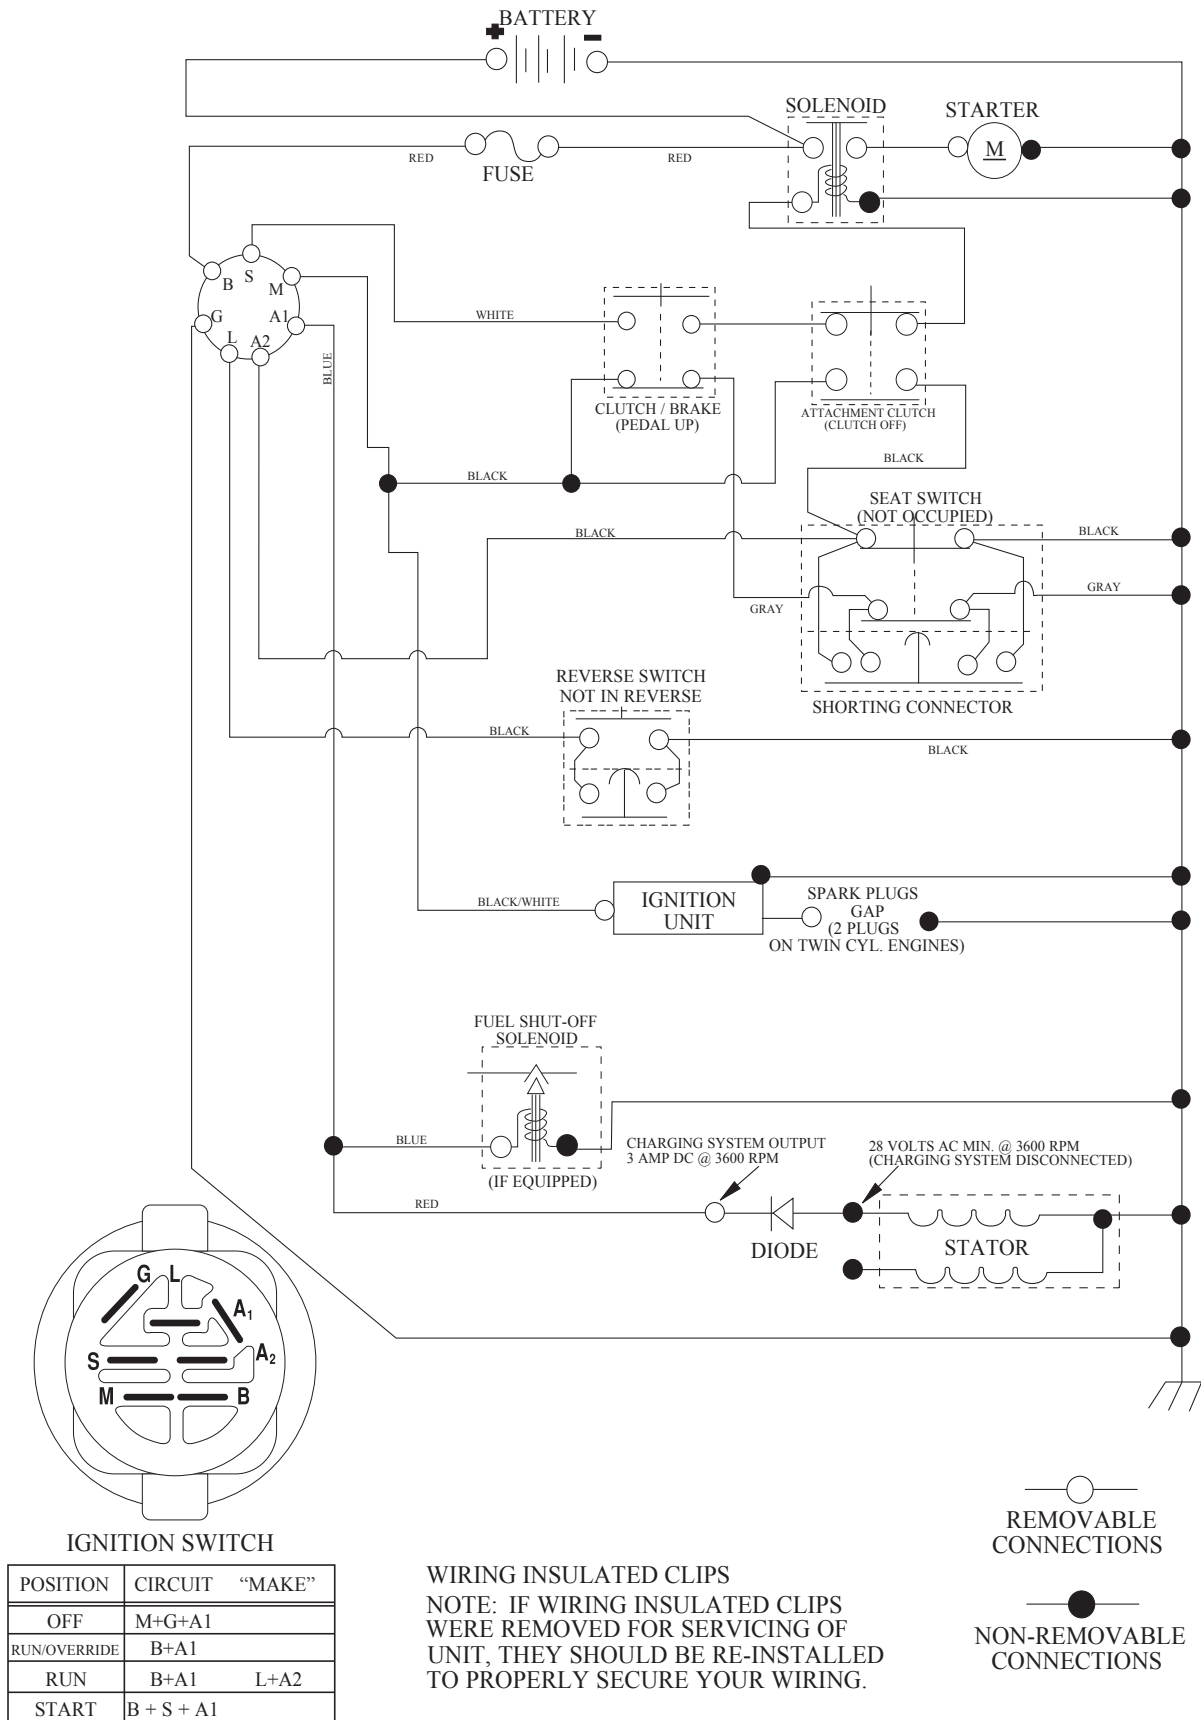 BATTERY
+ -
SOLENOID
STARTER
M
RED
FUSE
RED
B
S
M
G
A1
L
A2
WHITE
BLUE
CLUTCH / BRAKE
(PEDAL UP)
ATTACHMENT CLUTCH
(CLUTCH OFF)
BLACK
BLACK
SEAT SWITCH
(NOT OCCUPIED)
BLACK
BLACK
GRAY
GRAY
REVERSE SWITCH
NOT IN REVERSE
SHORTING CONNECTOR
BLACK
BLACK
BLACK/WHITE
IGNITION
UNIT
SPARK PLUGS
GAP
(2 PLUGS
ON TWIN CYL. ENGINES)
FUEL SHUT-OFF
SOLENOID
BLUE
(IF EQUIPPED)
CHARGING SYSTEM OUTPUT
3 AMP DC @ 3600 RPM
28 VOLTS AC MIN. @ 3600 RPM
(CHARGING SYSTEM DISCONNECTED)
RED
DIODE
STATOR
G L
A1
S
A2
M
B
IGNITION SWITCH
POSITION CIRCUIT “MAKE”
OFF M+G+A1
RUN/OVERRIDE B+A1
RUN B+A1 L+A2
START B + S + A1
WIRING INSULATED CLIPS
NOTE: IF WIRING INSULATED CLIPS
WERE REMOVED FOR SERVICING OF
UNIT, THEY SHOULD BE RE-INSTALLED
TO PROPERLY SECURE YOUR WIRING.
REMOVABLE
CONNECTIONS
NON-REMOVABLE
CONNECTIONS